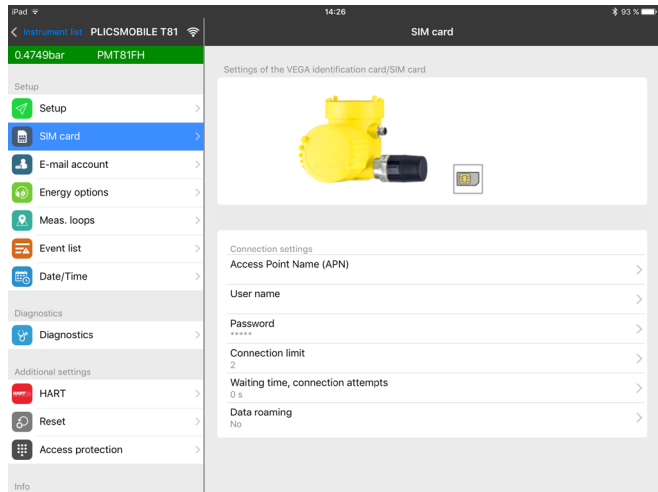 iPad
14:26
93 %
Instrument list
PLICSMOBILE T81
SIM card
0.4749bar PMT81FH
Setup
Setup
SIM card
E-mail account
Energy options
Meas. loops
Event list
Date/Time
Diagnostics
Diagnostics
Additional settings
HART
HART
Reset
Access protection
Info
Settings of the VEGA identification card/SIM card
Connection settings
Access Point Name (APN)
User name
Password
*****
Connection limit
2
Waiting time, connection attempts
0 s
Data roaming
No